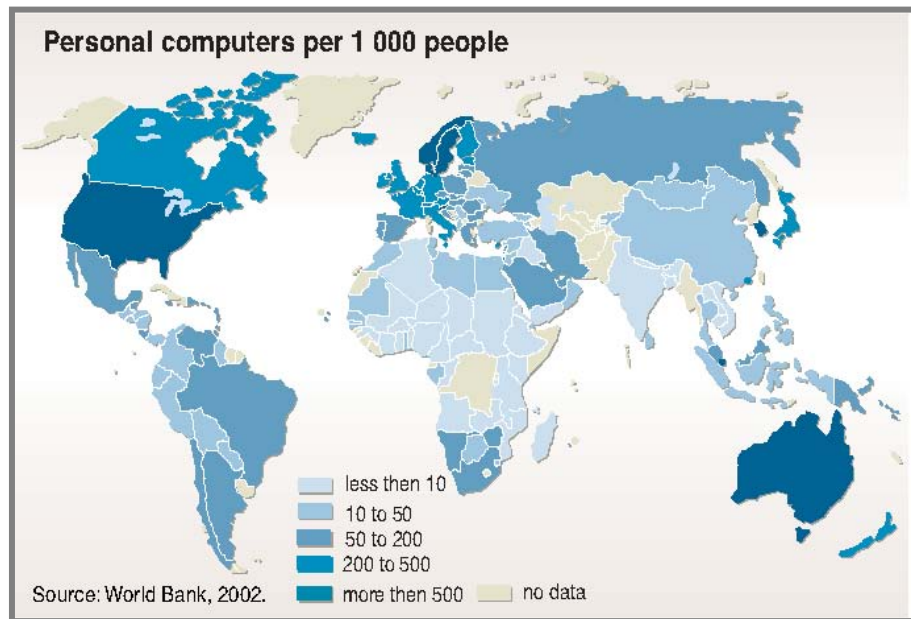 Personal computers per 1 000 people
less then 10
10 to 50
50 to 200
200 to 500
more then 500
no data
Source: World Bank, 2002.